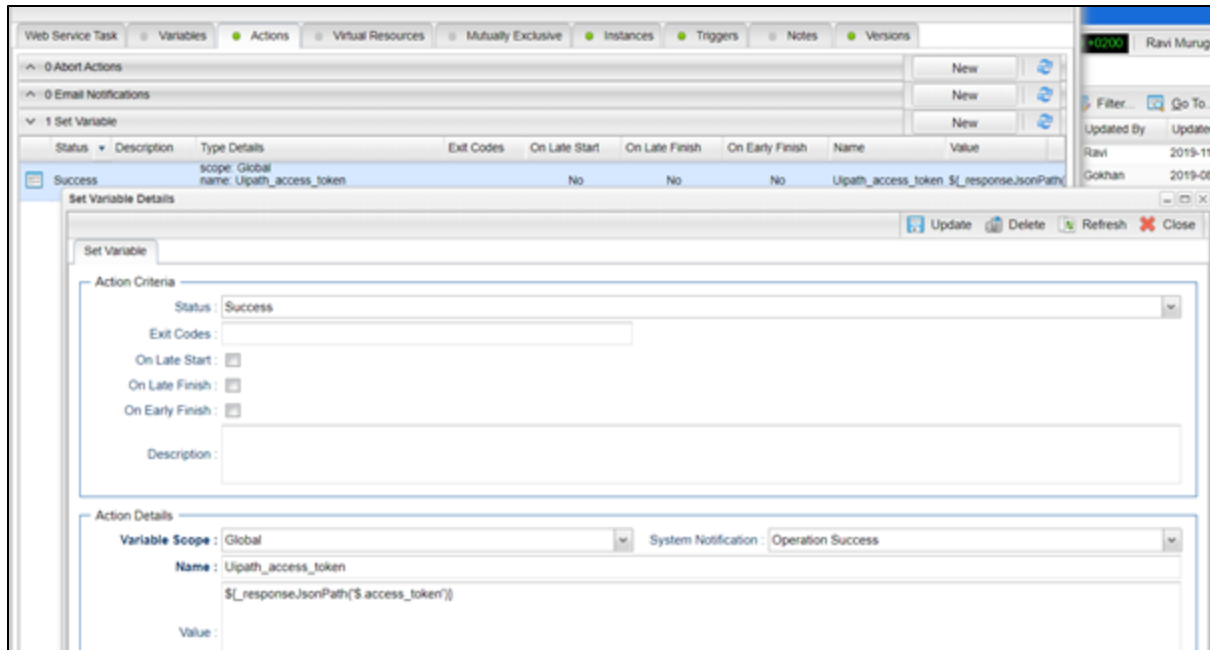 Web Service Task Variables Actions Virtual Resources Mutually Exclusive Instances Triggers Notes Versions
+0200 Ravi Murug
0 Abort Actions New
0 Email Notifications New
Filter... Go To..
1 Set Variable New
Updated By Update
Status Description Type Details Exit Codes On Late Start On Late Finish On Early Finish Name Value
Ravi 2019-11
scope: Global
Success name: Uipath_access_token No No No Uipath_access_token ${_responseJsonPath(
Gokhan 2019-08
Set Variable Details
Update Delete Refresh Close
Set Variable
Action Criteria
Status : Success
Exit Codes :
On Late Start :
On Late Finish :
On Early Finish :
Description :
Action Details
Variable Scope : Global System Notification : Operation Success
Name : Uipath_access_token
${_responseJsonPath('$.access_token')}
Value :